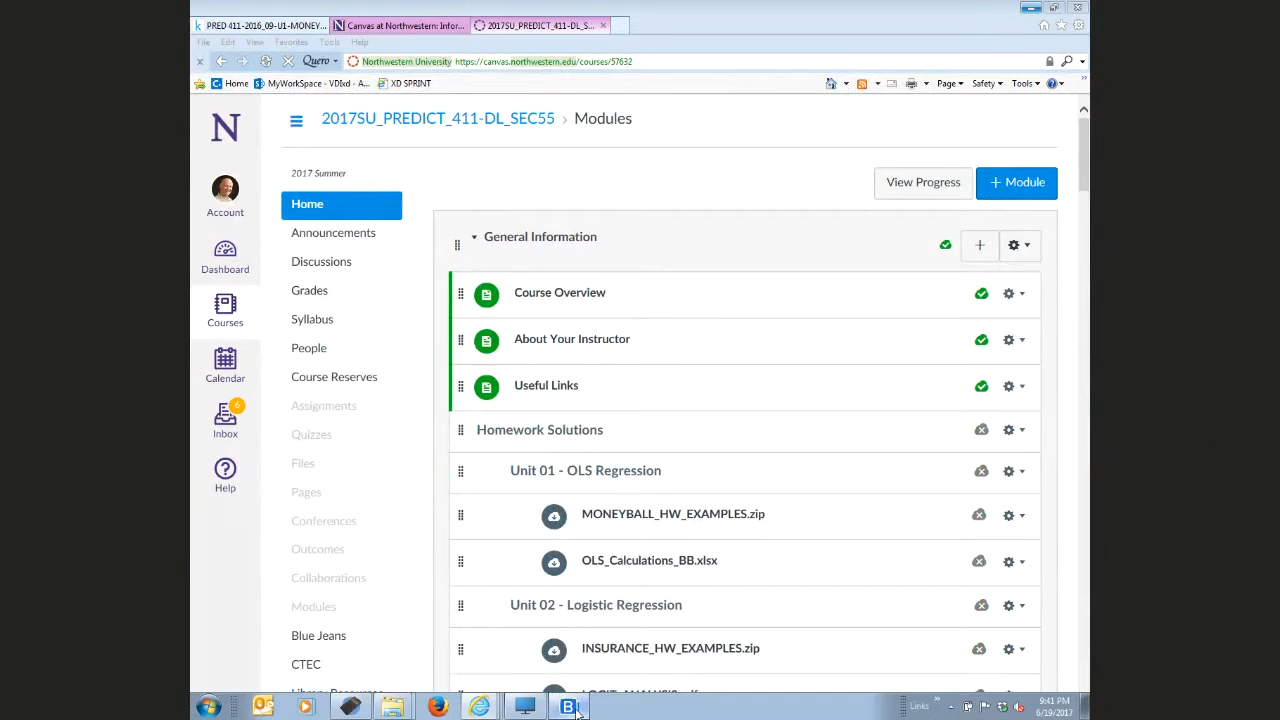 PRED 411-2016_09-U1-MONEY... Canvas at Northwestern: Infor... 2017SU_PREDICT_411-DL_S...
File Edit View Favorites Tools Help
Quero Northwestern University https://canvas.northwestern.edu/courses/57632
Home MyWorkSpace - VDIxd - A... XD SPRINT Page Safety Tools
N
2017SU_PREDICT_411-DL_SEC55 > Modules
2017 Summer
View Progress
+ Module
Account
Dashboard
Courses
Calendar
6
Inbox
Help
Home
Announcements
Discussions
Grades
Syllabus
People
Course Reserves
Assignments
Quizzes
Files
Pages
Conferences
Outcomes
Collaborations
Modules
Blue Jeans
CTEC
General Information
Course Overview
About Your Instructor
Useful Links
Homework Solutions
Unit 01 - OLS Regression
MONEYBALL_HW_EXAMPLES.zip
OLS_Calculations_BB.xlsx
Unit 02 - Logistic Regression
INSURANCE_HW_EXAMPLES.zip
B
Links
9:41 PM
6/19/2017